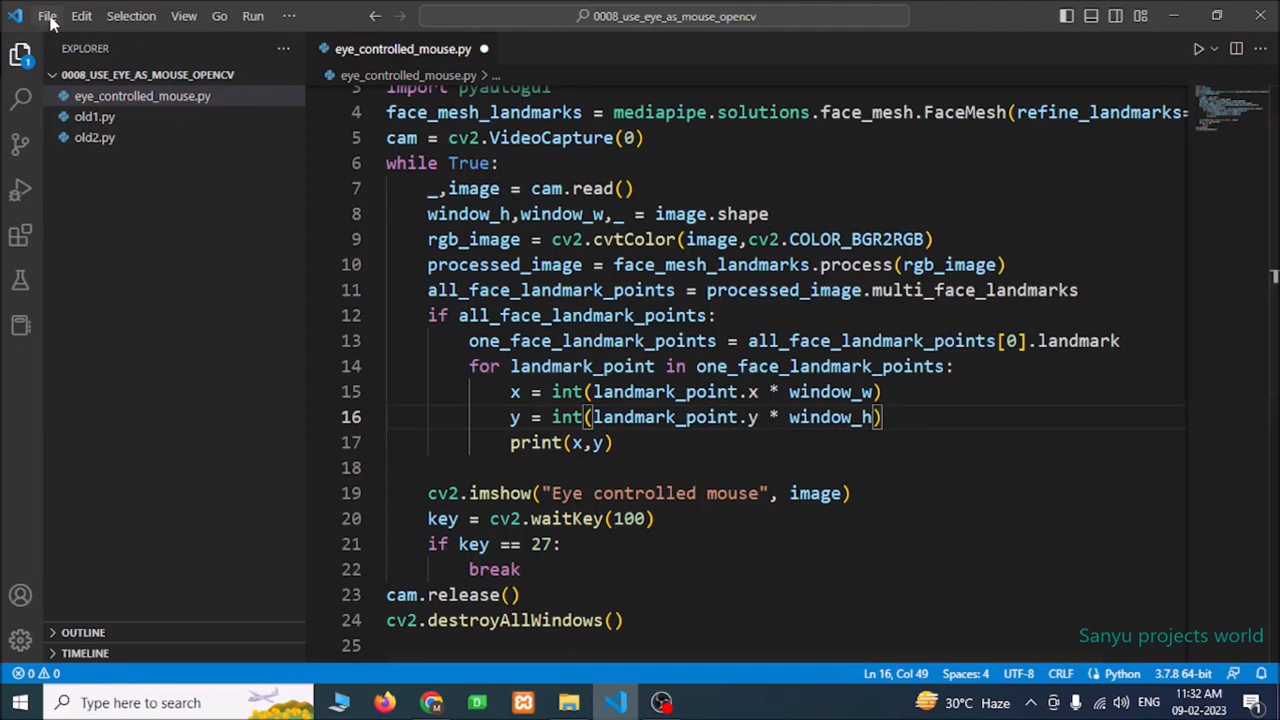 File Edit Selection View Go Run ··· 0008_use_eye_as_mouse_opencv
EXPLORER ···
0008_USE_EYE_AS_MOUSE_OPENCV
eye_controlled_mouse.py
old1.py
old2.py
OUTLINE
TIMELINE
eye_controlled_mouse.py
eye_controlled_mouse.py > ...
3 import pyautogui
4 face_mesh_landmarks = mediapipe.solutions.face_mesh.FaceMesh(refine_landmarks=
5 cam = cv2.VideoCapture(0)
6 while True:
7 _,image = cam.read()
8 window_h,window_w,_ = image.shape
9 rgb_image = cv2.cvtColor(image,cv2.COLOR_BGR2RGB)
10 processed_image = face_mesh_landmarks.process(rgb_image)
11 all_face_landmark_points = processed_image.multi_face_landmarks
12 if all_face_landmark_points:
13 one_face_landmark_points = all_face_landmark_points[0].landmark
14 for landmark_point in one_face_landmark_points:
15 x = int(landmark_point.x * window_w)
16 y = int(landmark_point.y * window_h)
17 print(x,y)
18
19 cv2.imshow("Eye controlled mouse", image)
20 key = cv2.waitKey(100)
21 if key == 27:
22 break
23 cam.release()
24 cv2.destroyAllWindows()
25
Sanyu projects world
0 0 Ln 16, Col 49 Spaces: 4 UTF-8 CRLF Python 3.7.8 64-bit
Type here to search 30°C Haze ENG 11:32 AM
09-02-2023